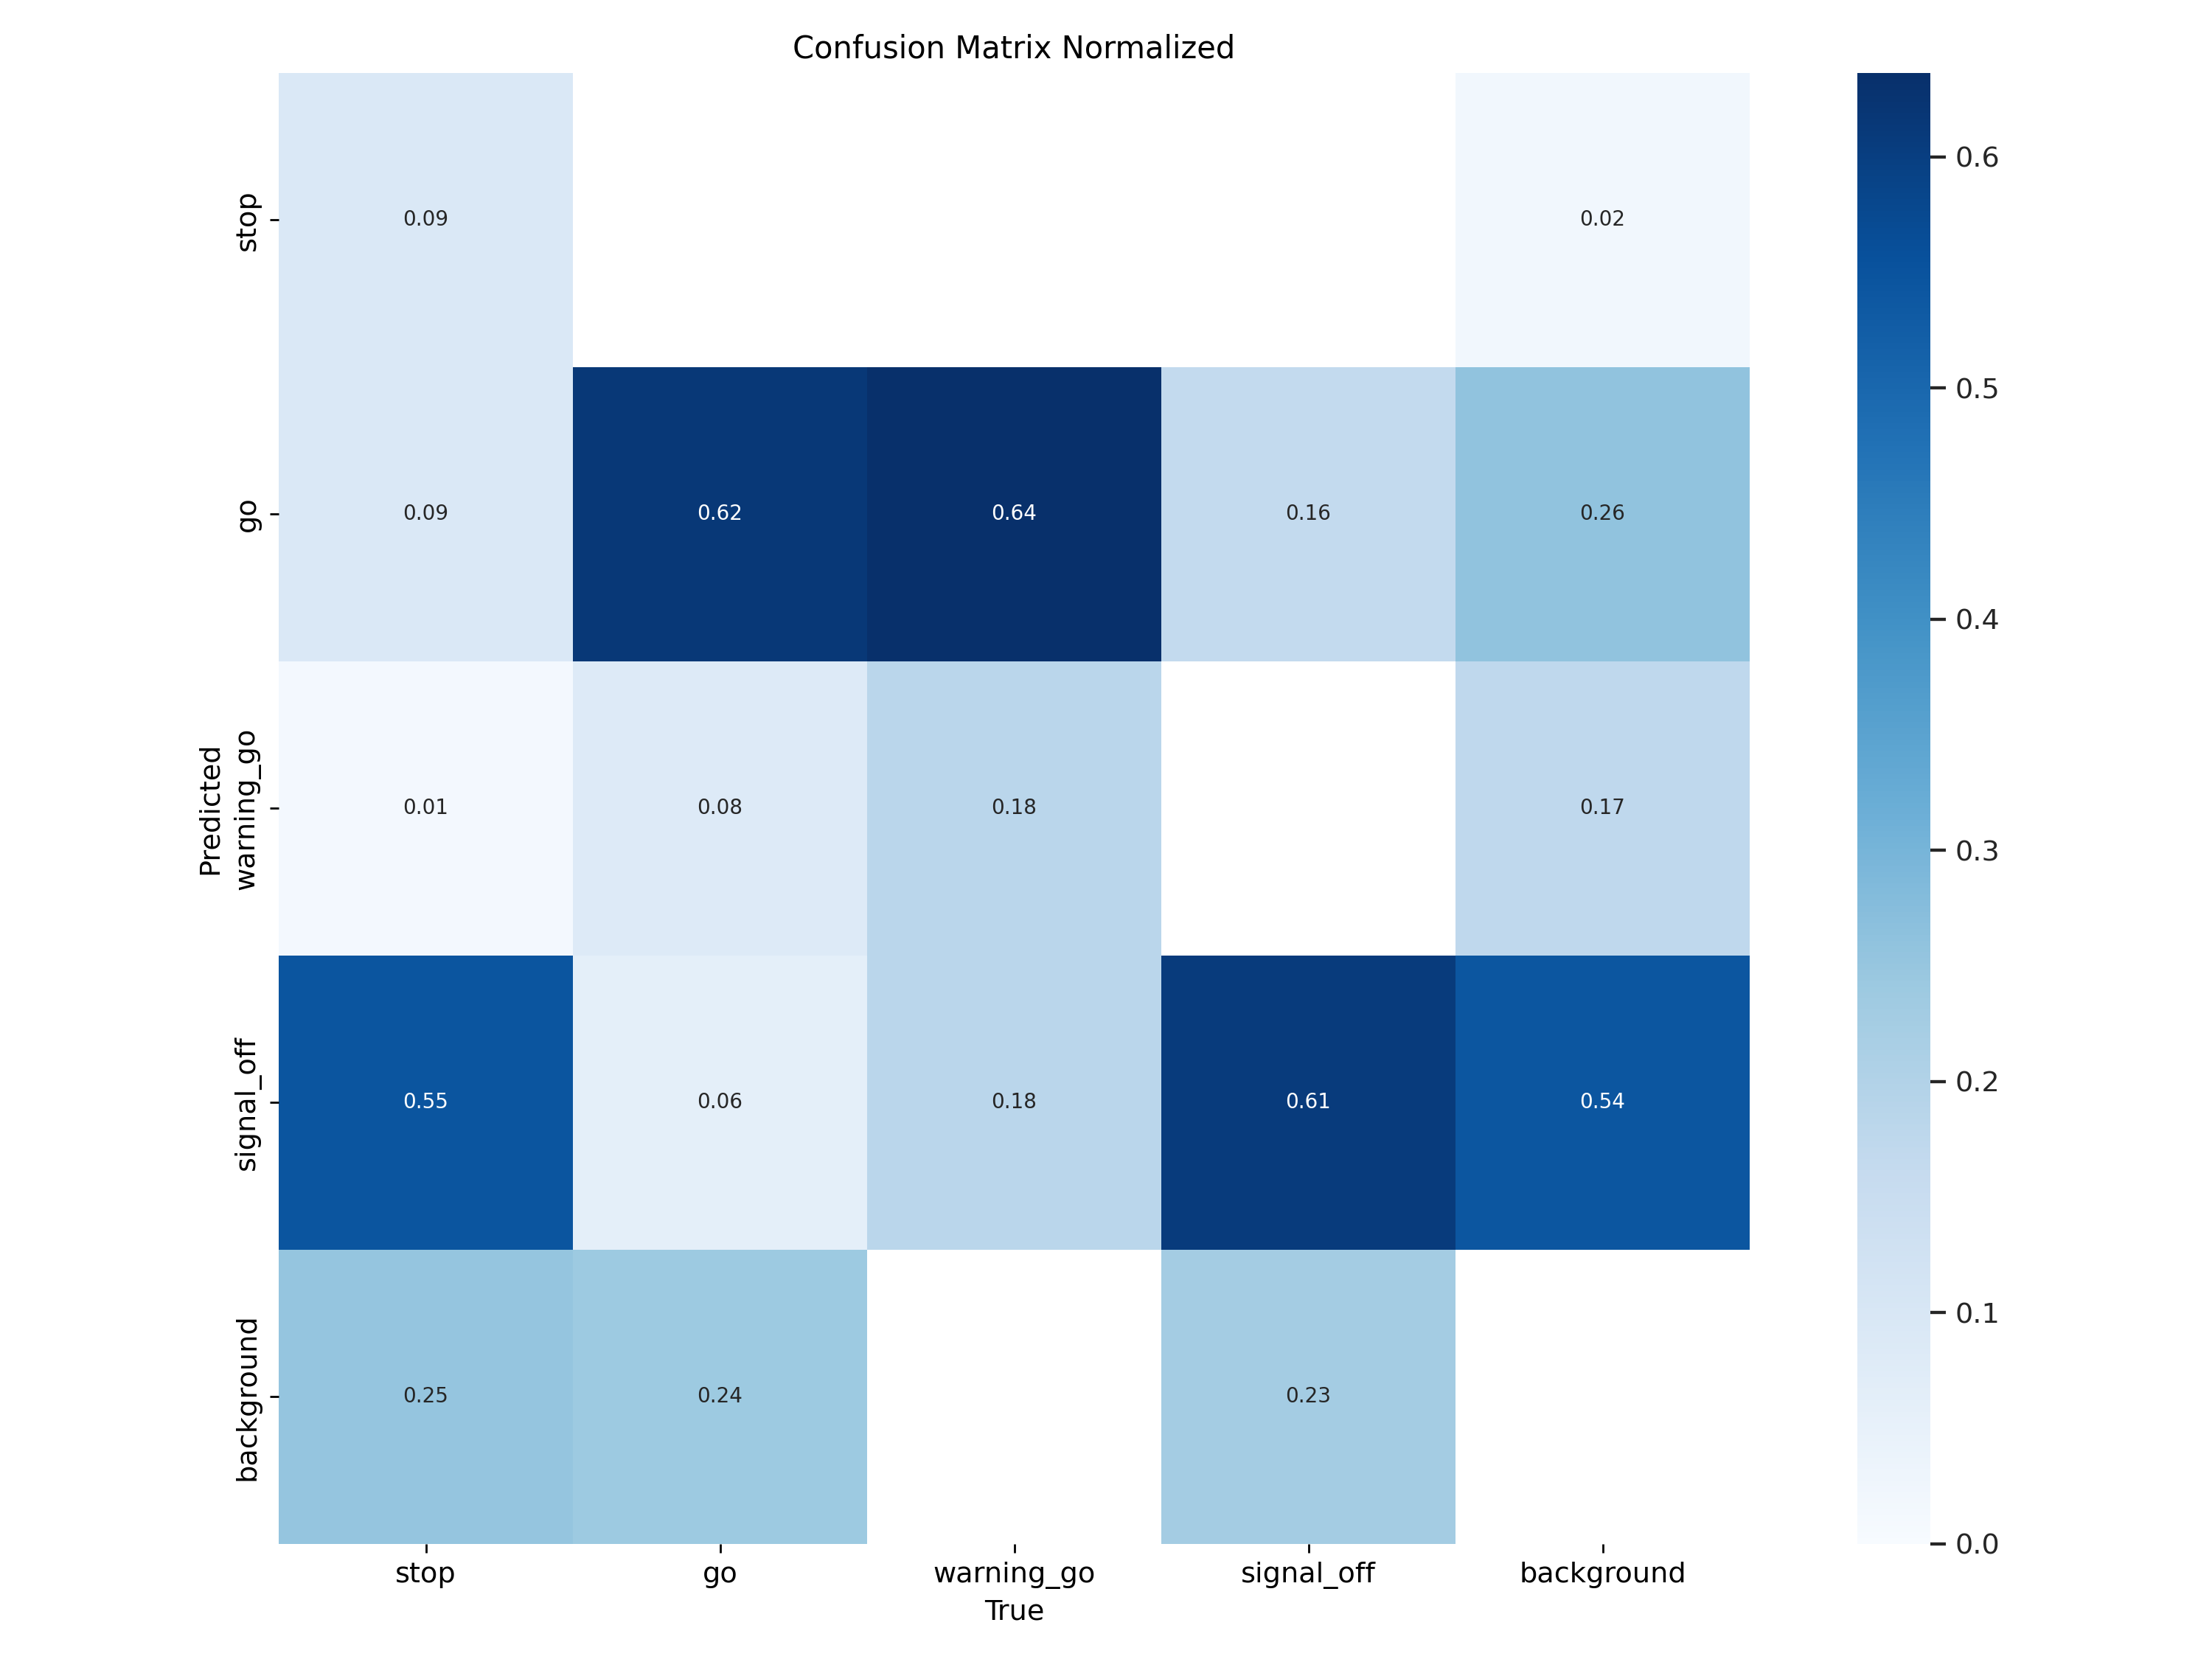 Confusion Matrix Normalized
stop
0.09
0.02
0.6
go
0.09
0.62
0.64
0.16
0.26
0.5
0.4
Predicted
warning_go
0.01
0.08
0.18
0.17
0.3
signal_off
0.55
0.06
0.18
0.61
0.54
0.2
background
0.25
0.24
0.23
0.1
0.0
stop
go
warning_go
signal_off
background
True